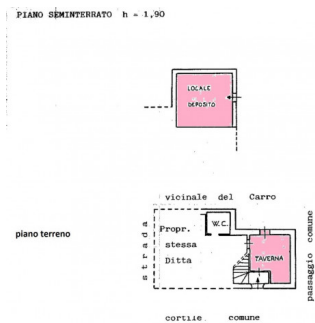 PIANO SEMINTERRATO h = 1,90
LOCALE
DEPOSITO
vicinale del Carro
piano terreno
strada
Propr.
stessa
Ditta
W.C.
TAVERNA
passaggio comune
cortile comune